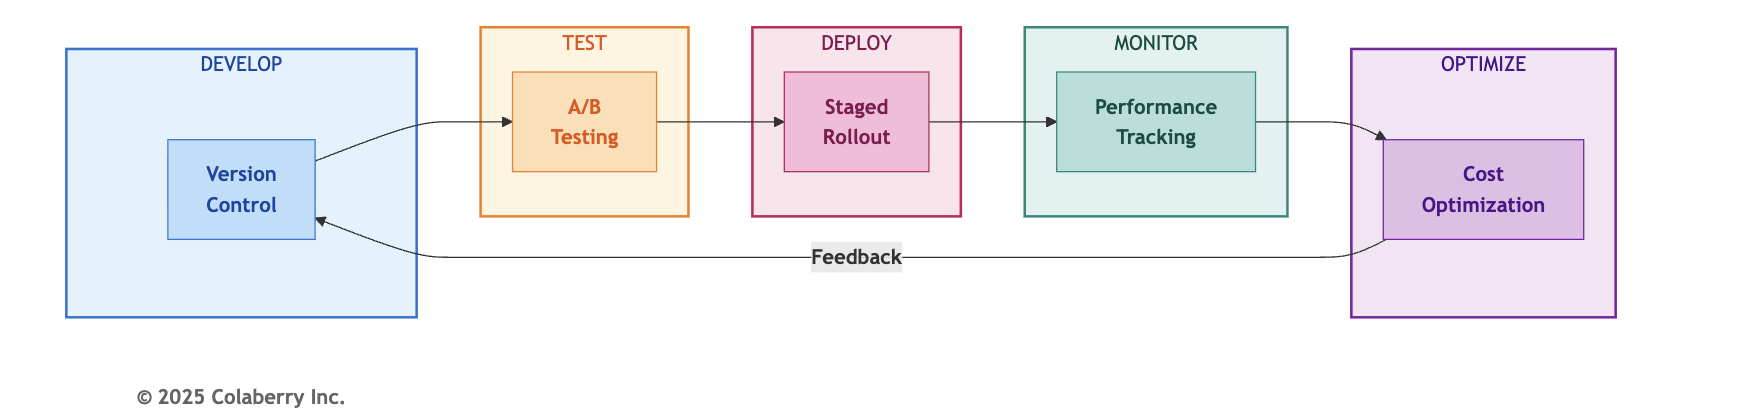 DEVELOP
Version
Control
TEST
A/B
Testing
DEPLOY
Staged
Rollout
MONITOR
Performance
Tracking
OPTIMIZE
Cost
Optimization
Feedback
© 2025 Colaberry Inc.